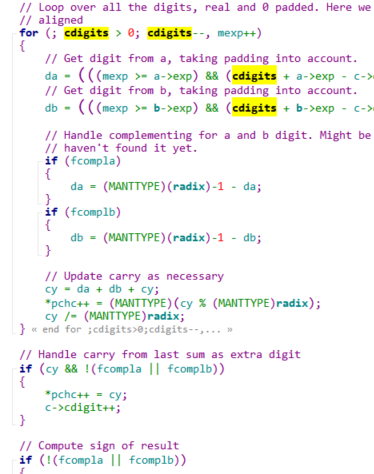 // Loop over all the digits, real and 0 padded. Here we
// aligned
for (; cdigits > 0; cdigits--, mexp++)
{
// Get digit from a, taking padding into account.
da = (((mexp >= a->exp) && (cdigits + a->exp - c->
// Get digit from b, taking padding into account.
db = (((mexp >= b->exp) && (cdigits + b->exp - c->
// Handle complementing for a and b digit. Might be
// haven't found it yet.
if (fcompla)
{
da = (MANTTYPE)(radix)-1 - da;
}
if (fcomplb)
{
db = (MANTTYPE)(radix)-1 - db;
}
// Update carry as necessary
cy = da + db + cy;
*pchc++ = (MANTTYPE)(cy % (MANTTYPE)radix);
cy /= (MANTTYPE)radix;
} « end for ;cdigits>0;cdigits--,... »
// Handle carry from last sum as extra digit
if (cy && !(fcompla || fcomplb))
{
*pchc++ = cy;
c->cdigit++;
}
// Compute sign of result
if (!(fcompla || fcomplb))
{